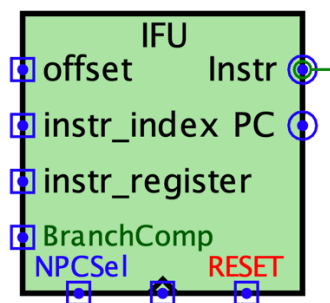 IFU
offset Instr
instr_index PC
instr_register
BranchComp
NPCSel RESET